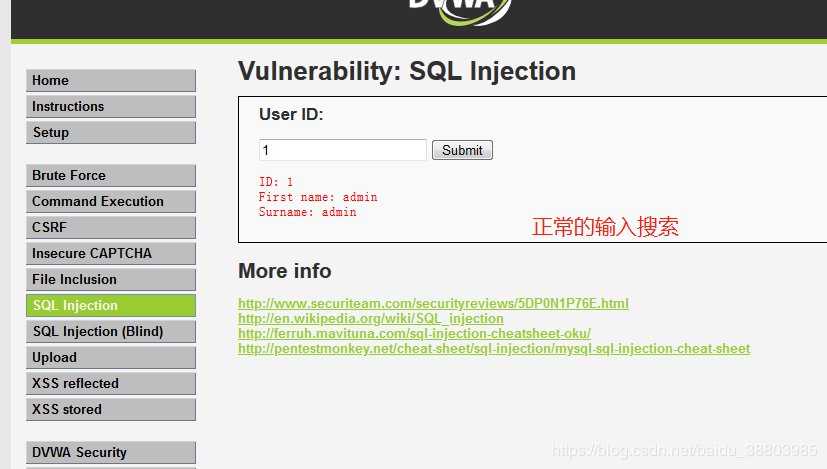 DVWA
Home
Instructions
Setup
Brute Force
Command Execution
CSRF
Insecure CAPTCHA
File Inclusion
SQL Injection
SQL Injection (Blind)
Upload
XSS reflected
XSS stored
DVWA Security
Vulnerability: SQL Injection
User ID:
1 Submit
ID: 1
First name: admin
Surname: admin
正常的输入搜索
More info
http://www.securiteam.com/securityreviews/5DP0N1P76E.html
http://en.wikipedia.org/wiki/SQL_injection
http://ferruh.mavituna.com/sql-injection-cheatsheet-oku/
http://pentestmonkey.net/cheat-sheet/sql-injection/mysql-sql-injection-cheat-sheet
https://blog.csdn.net/baidu_38803985